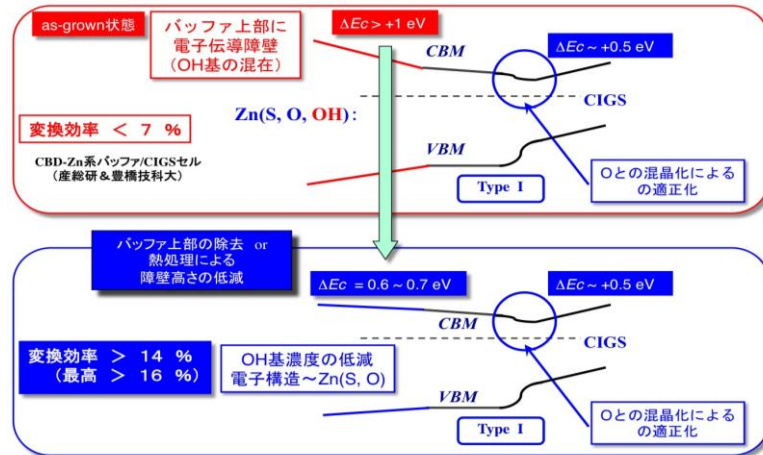 as-grown状態
バッファ上部に
電子伝導障壁
(OH基の混在)
ΔEc > +1 eV
CBM
ΔEc ~ +0.5 eV
Zn(S, O, OH) :
CIGS
変換効率 < 7 %
CBD-Zn系バッファ/CIGSセル
(産総研&豊橋技科大)
VBM
Type I
Oとの混晶化による
の適正化
バッファ上部の除去 or
熱処理による
障壁高さの低減
ΔEc = 0.6 ~ 0.7 eV
ΔEc ~ +0.5 eV
CBM
CIGS
変換効率 > 14 %
(最高 > 16 %)
OH基濃度の低減
電子構造~Zn(S, O)
VBM
Type I
Oとの混晶化による
の適正化